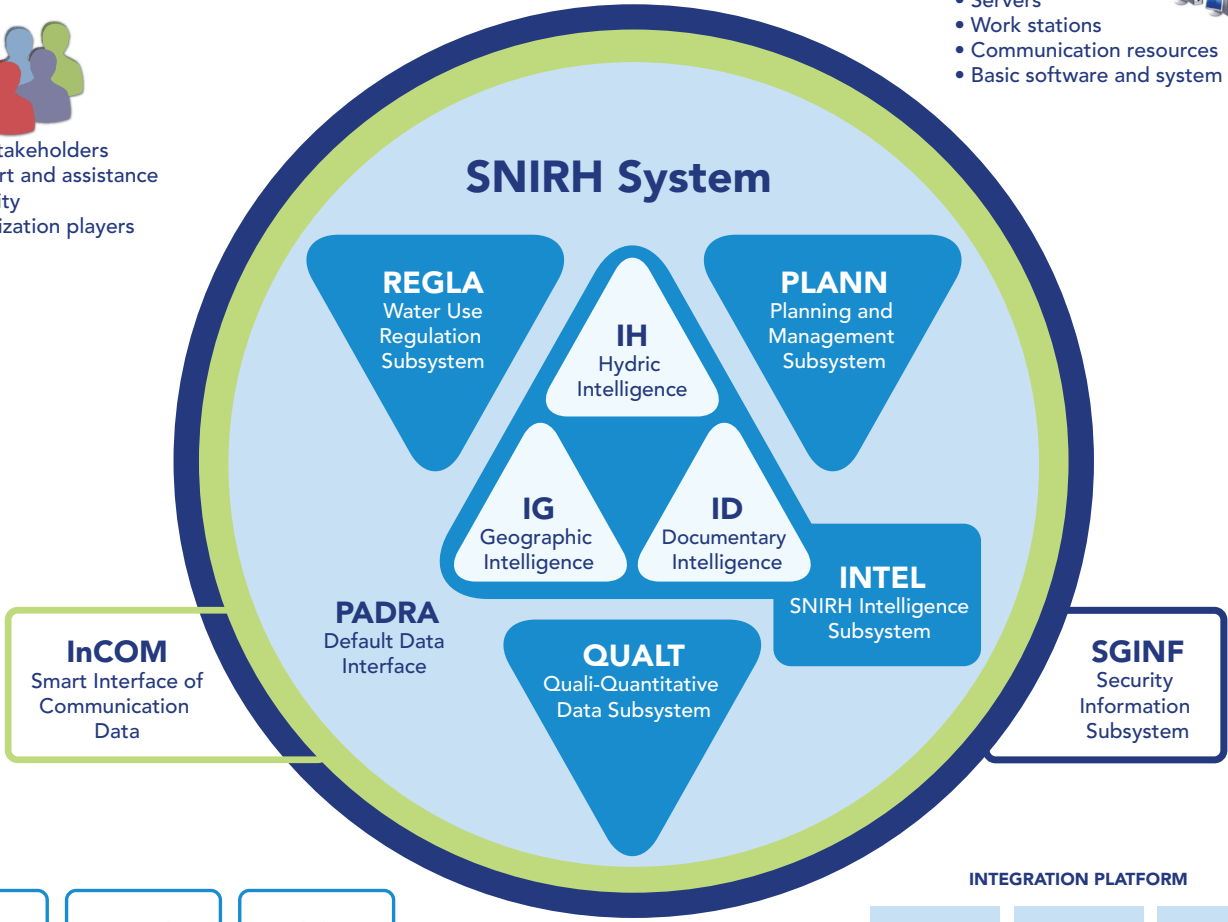 • Servers
• Work stations
• Communication resources
• Basic software and system
takeholders
rt and assistance
ity
ization players
SNIRH System
REGLA
Water Use
Regulation
Subsystem
PLANN
Planning and
Management
Subsystem
IH
Hydric
Intelligence
IG
Geographic
Intelligence
ID
Documentary
Intelligence
INTEL
SNIRH Intelligence
Subsystem
PADRA
Default Data
Interface
QUALT
Quali-Quantitative
Data Subsystem
InCOM
Smart Interface of
Communication
Data
SGINF
Security
Information
Subsystem
INTEGRATION PLATFORM